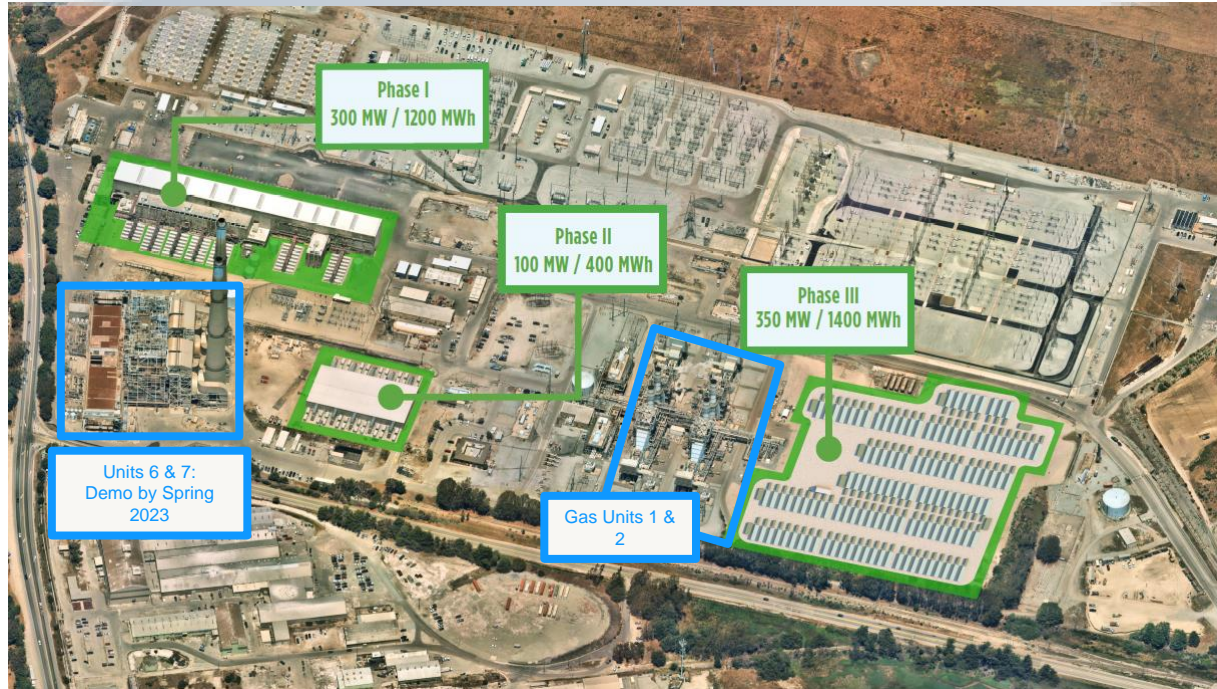 Phase I
300 MW / 1200 MWh
Phase II
100 MW / 400 MWh
Phase III
350 MW / 1400 MWh
Units 6 & 7:
Demo by Spring
2023
Gas Units 1 &
2